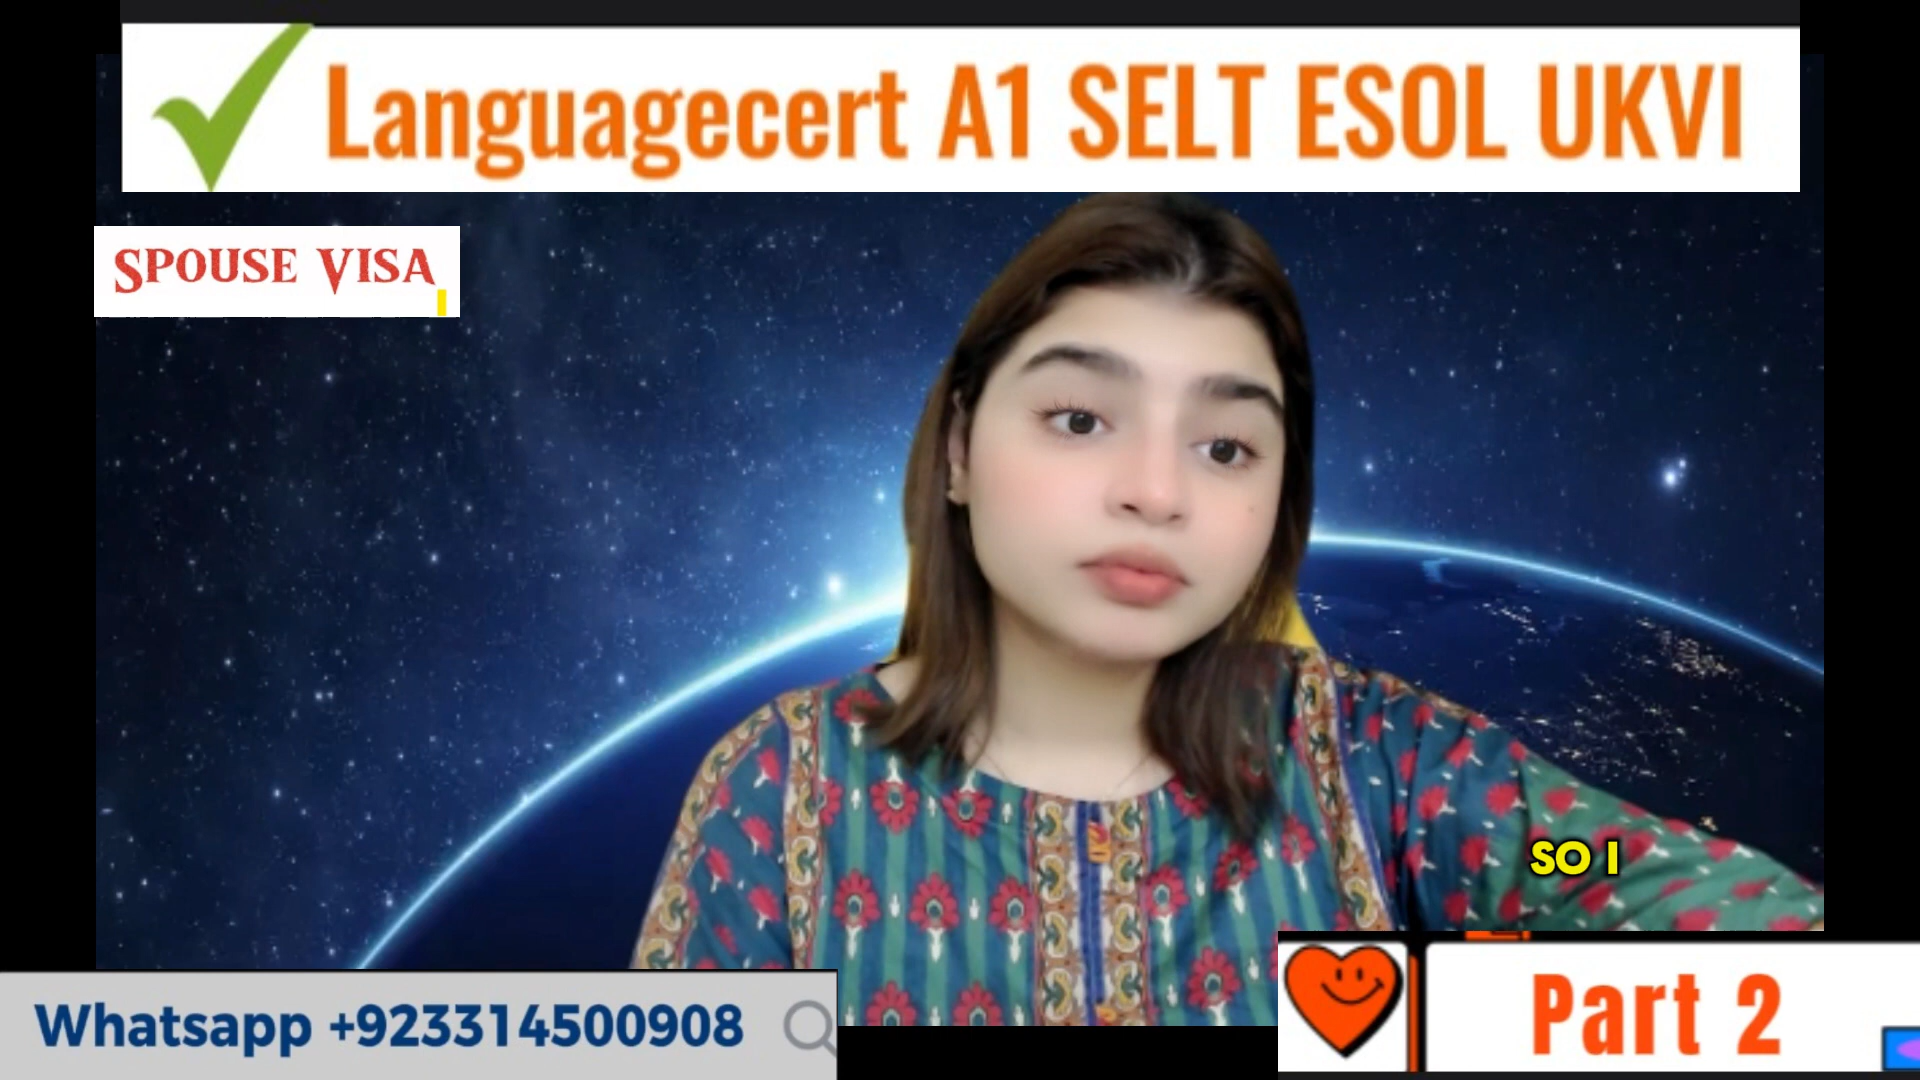 Languagecert A1 SELT ESOL UKVI
SPOUSE VISA
SO I
Whatsapp +923314500908
Part 2